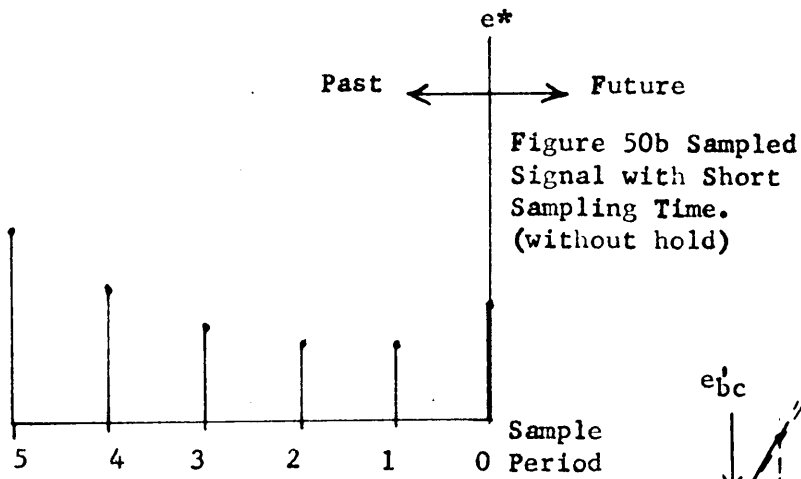 e*
Past Future
Figure 50b Sampled
Signal with Short
Sampling Time.
(without hold)
e'bc
Sample
5 4 3 2 1 0 Period